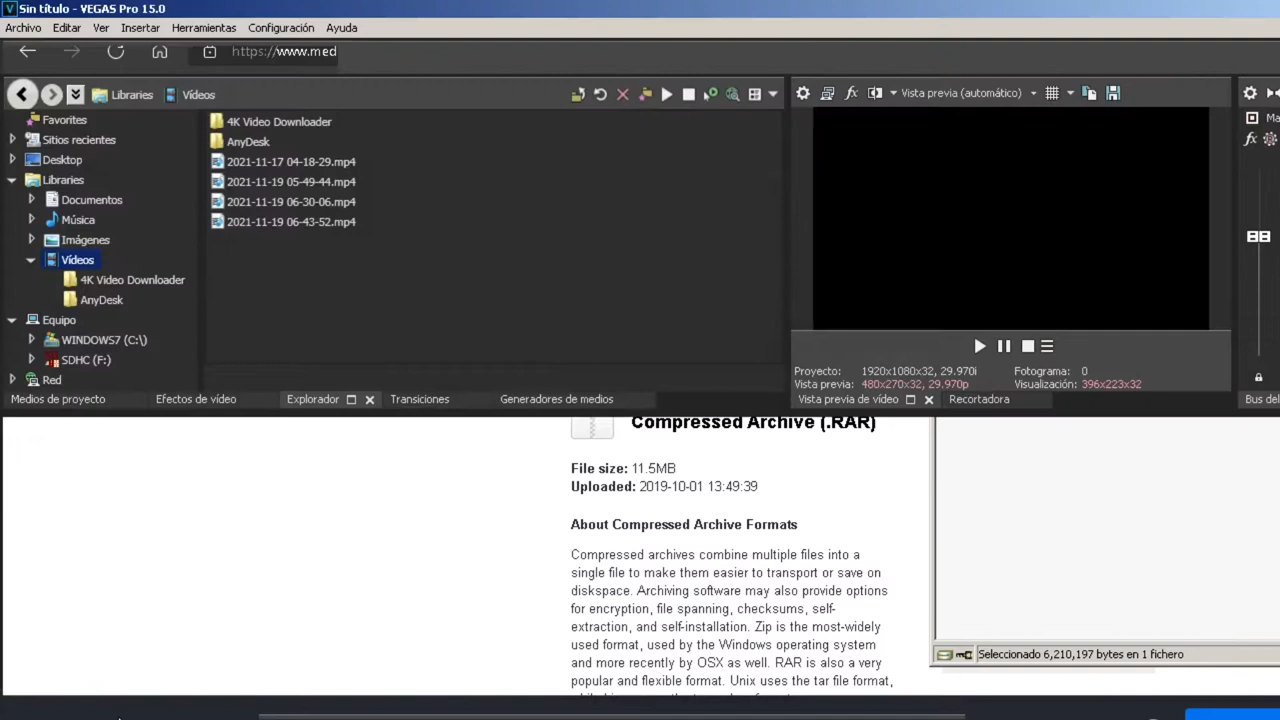 Sin título - VEGAS Pro 15.0
Archivo Editar Ver Insertar Herramientas Configuración Ayuda
https://www.med
Libraries Vídeos
Vista previa (automático)
Ma
fx
fx
Favorites
Sitios recientes
Desktop
Libraries
Documentos
Música
Imágenes
Vídeos
4K Video Downloader
AnyDesk
Equipo
WINDOWS7 (C:\)
SDHC (F:)
Red
4K Video Downloader
AnyDesk
2021-11-17 04-18-29.mp4
2021-11-19 05-49-44.mp4
2021-11-19 06-30-06.mp4
2021-11-19 06-43-52.mp4
Proyecto: 1920x1080x32, 29.970i Fotograma: 0
Vista previa: 480x270x32, 29.970p Visualización: 396x223x32
Medios de proyecto Efectos de vídeo Explorador Transiciones Generadores de medios Vista previa de vídeo Recortadora Bus del
Compressed Archive (.RAR)
File size: 11.5MB
Uploaded: 2019-10-01 13:49:39
About Compressed Archive Formats
Compressed archives combine multiple files into a
single file to make them easier to transport or save on
diskspace. Archiving software may also provide options
for encryption, file spanning, checksums, self-
extraction, and self-installation. Zip is the most-widely
used format, used by the Windows operating system
and more recently by OSX as well. RAR is also a very
popular and flexible format. Unix uses the tar file format,
Seleccionado 6,210,197 bytes en 1 fichero